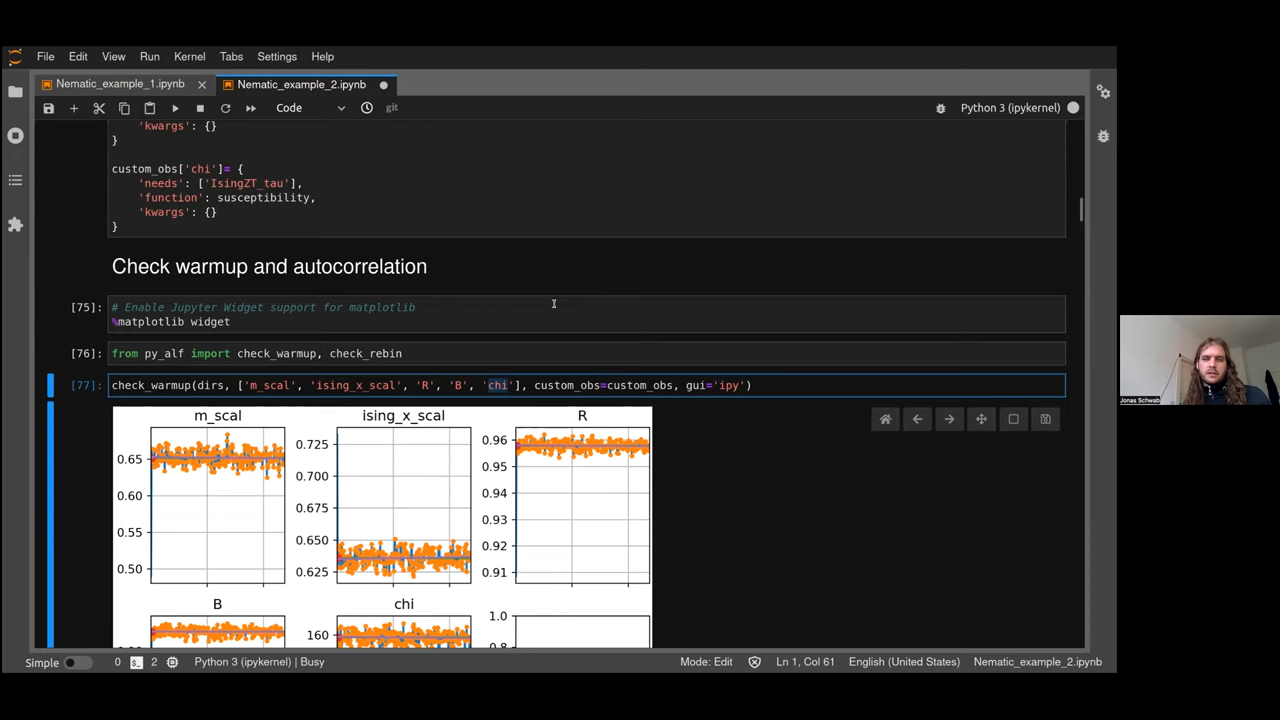 File Edit View Run Kernel Tabs Settings Help
Nematic_example_1.ipynb Nematic_example_2.ipynb
Code git Python 3 (ipykernel)
'kwargs': {}
}
custom_obs['chi']= {
'needs': ['IsingZT_tau'],
'function': susceptibility,
'kwargs': {}
}
Check warmup and autocorrelation
[75]: # Enable Jupyter Widget support for matplotlib
%matplotlib widget
[76]: from py_alf import check_warmup, check_rebin
[77]: check_warmup(dirs, ['m_scal', 'ising_x_scal', 'R', 'B', 'chi'], custom_obs=custom_obs, gui='ipy')
m_scal ising_x_scal R
0.65 0.60 0.55 0.50
0.725 0.700 0.675 0.650 0.625
0.96 0.95 0.94 0.93 0.92 0.91
B chi
160
1.0
Jonas Schwab
Simple 0 2 Python 3 (ipykernel) | Busy Mode: Edit Ln 1, Col 61 English (United States) Nematic_example_2.ipynb